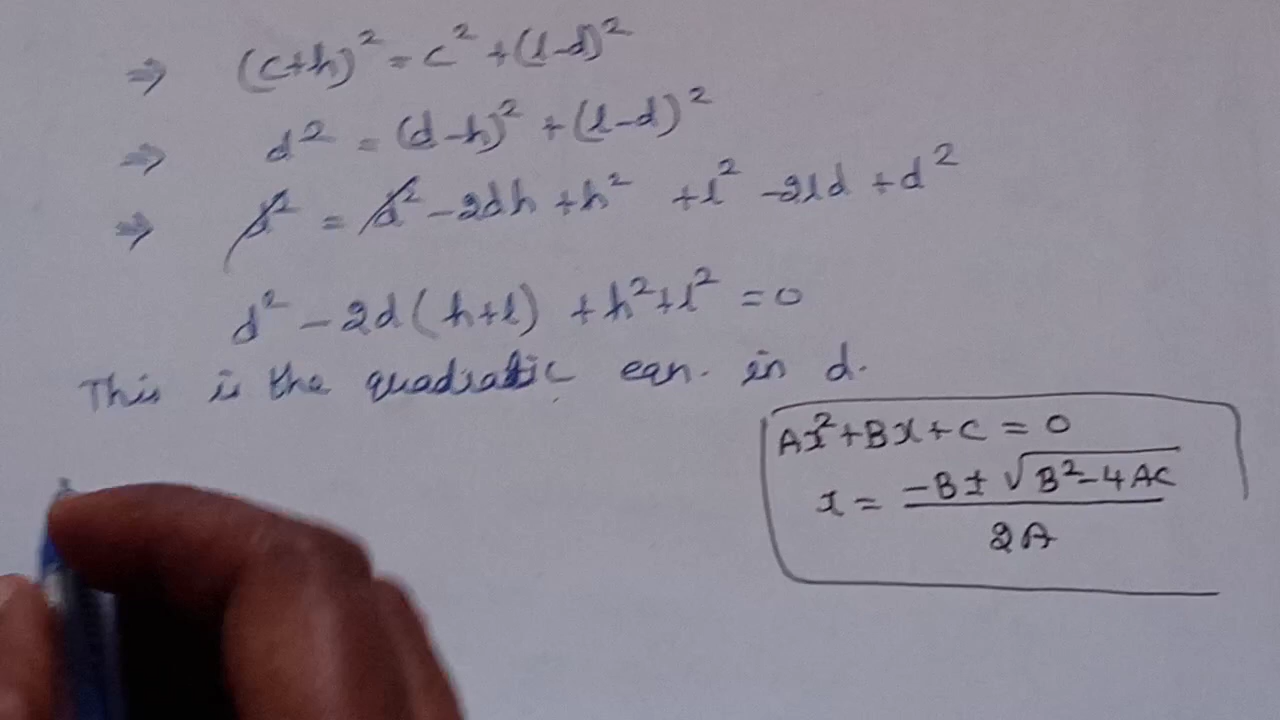 ⇒ (c+h)² = c² + (l-d)²
⇒ d² = (d-h)² + (l-d)²
⇒ d² = d² - 2dh + h² + l² - 2ld + d²
d² - 2d(h+l) + h² + l² = 0
This is the quadratic eqn. in d.
Ax² + Bx + C = 0
x = (-B ± √(B² - 4AC)) / 2A